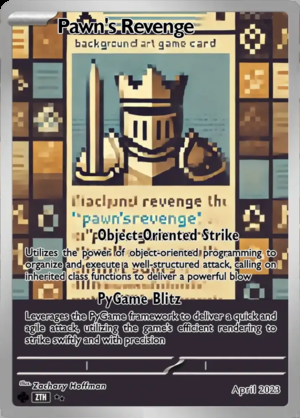 Pawn's Revenge
background art game card
revenge the
"pawn'srevenge"
Object-Oriented Strike
Utilizes the power of object-oriented programming to
organize and execute a well-structured attack, calling on
inherited class functions to deliver a powerful blow
PyGame Blitz
Leverages the PyGame framework to deliver a quick and
agile attack, utilizing the game's efficient rendering to
strike swiftly and with precision
Illus. Zachary Hoffman
ZTH
April 2023